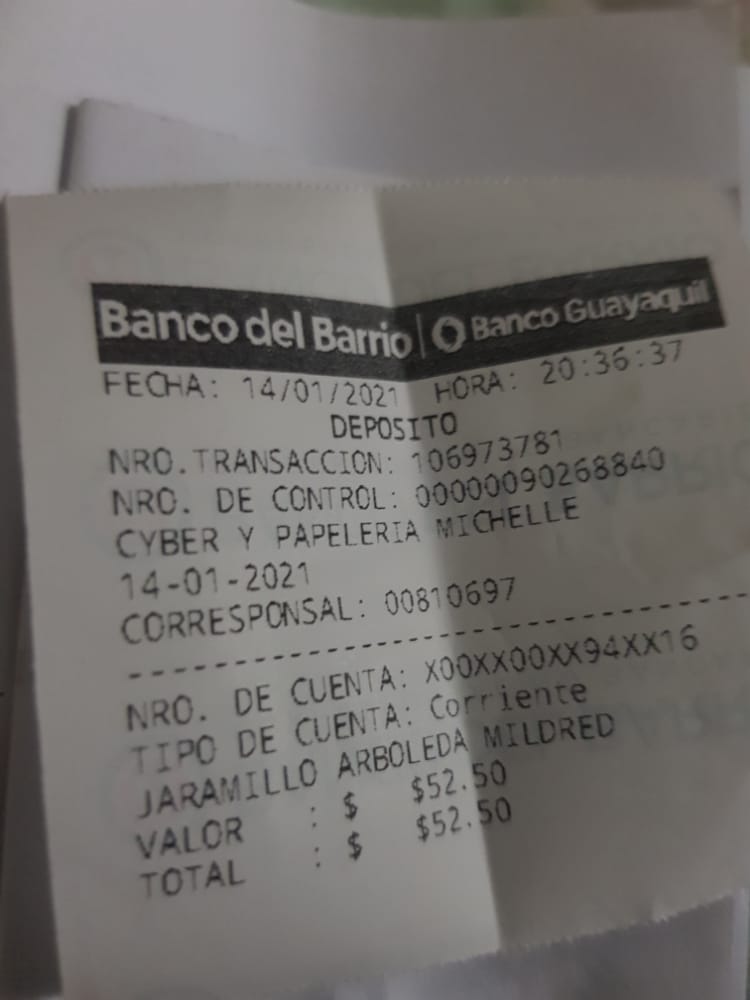 Banco del Barrio | Banco Guayaquil
FECHA: 14/01/2021 HORA: 20:36:37
DEPOSITO
NRO.TRANSACCION: 106973781
NRO. DE CONTROL: 00000090268840
CYBER Y PAPELERIA MICHELLE
14-01-2021
CORRESPONSAL: 00810697
NRO. DE CUENTA: X00XX00XX94XX16
TIPO DE CUENTA: Corriente
JARAMILLO ARBOLEDA MILDRED
VALOR : $ $52.50
TOTAL : $ $52.50